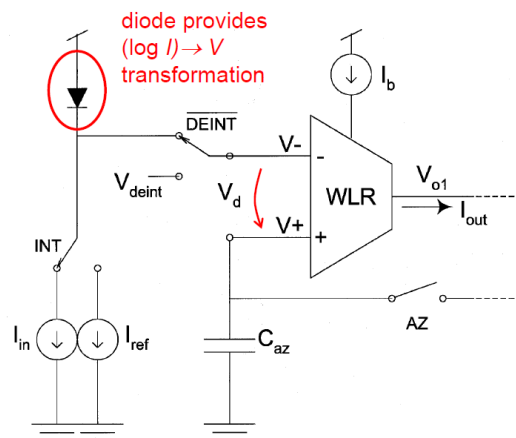 diode provides
(log I) → V
transformation
I_b
DEINT
V-
V_deint
V_d
WLR
V_o1
I_out
V+
INT
AZ
I_in
I_ref
C_az